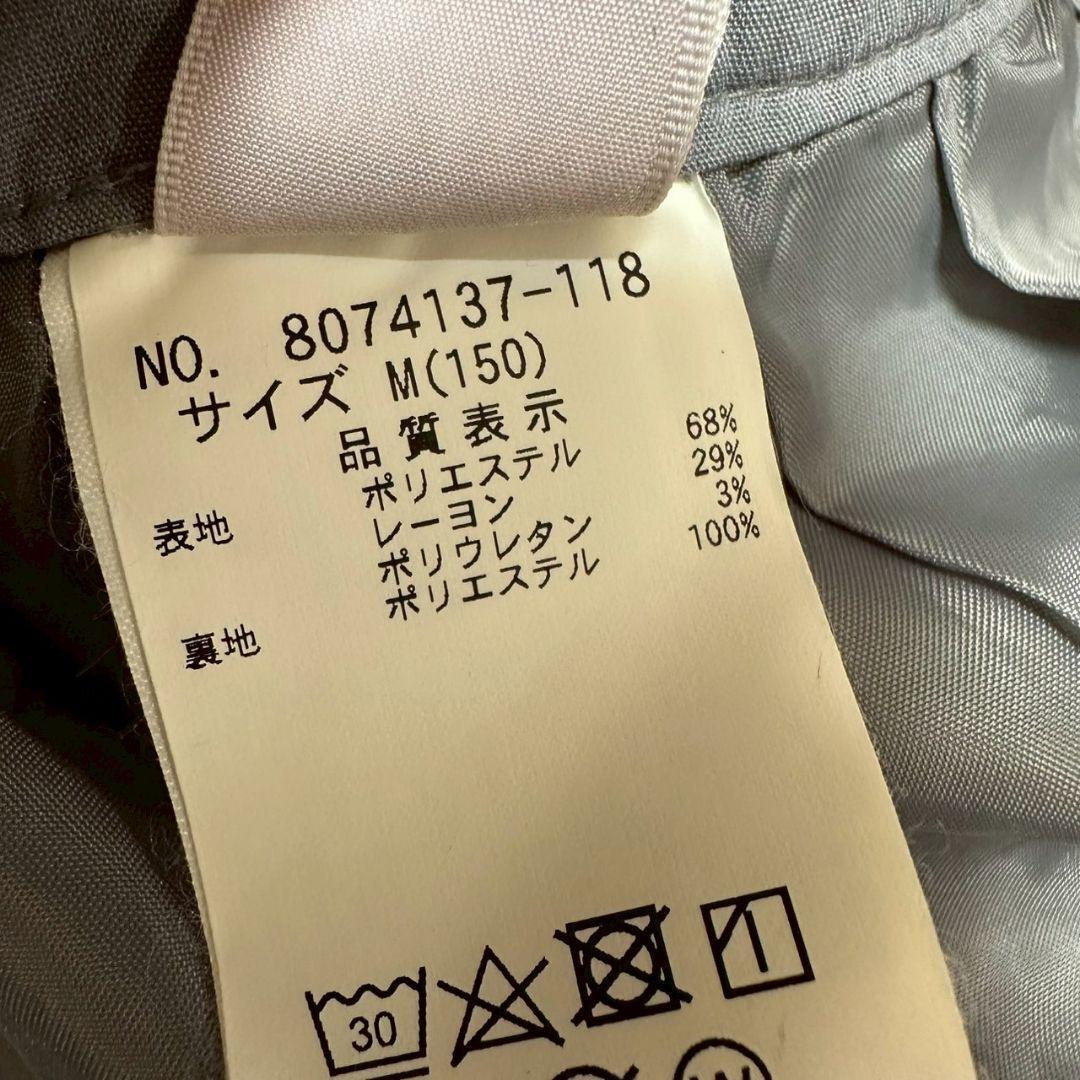 NO. 8074137-118
サイズ M(150)
品質表示
表地 ポリエステル 68%
レーヨン 29%
ポリウレタン 3%
裏地 ポリエステル 100%
30
W